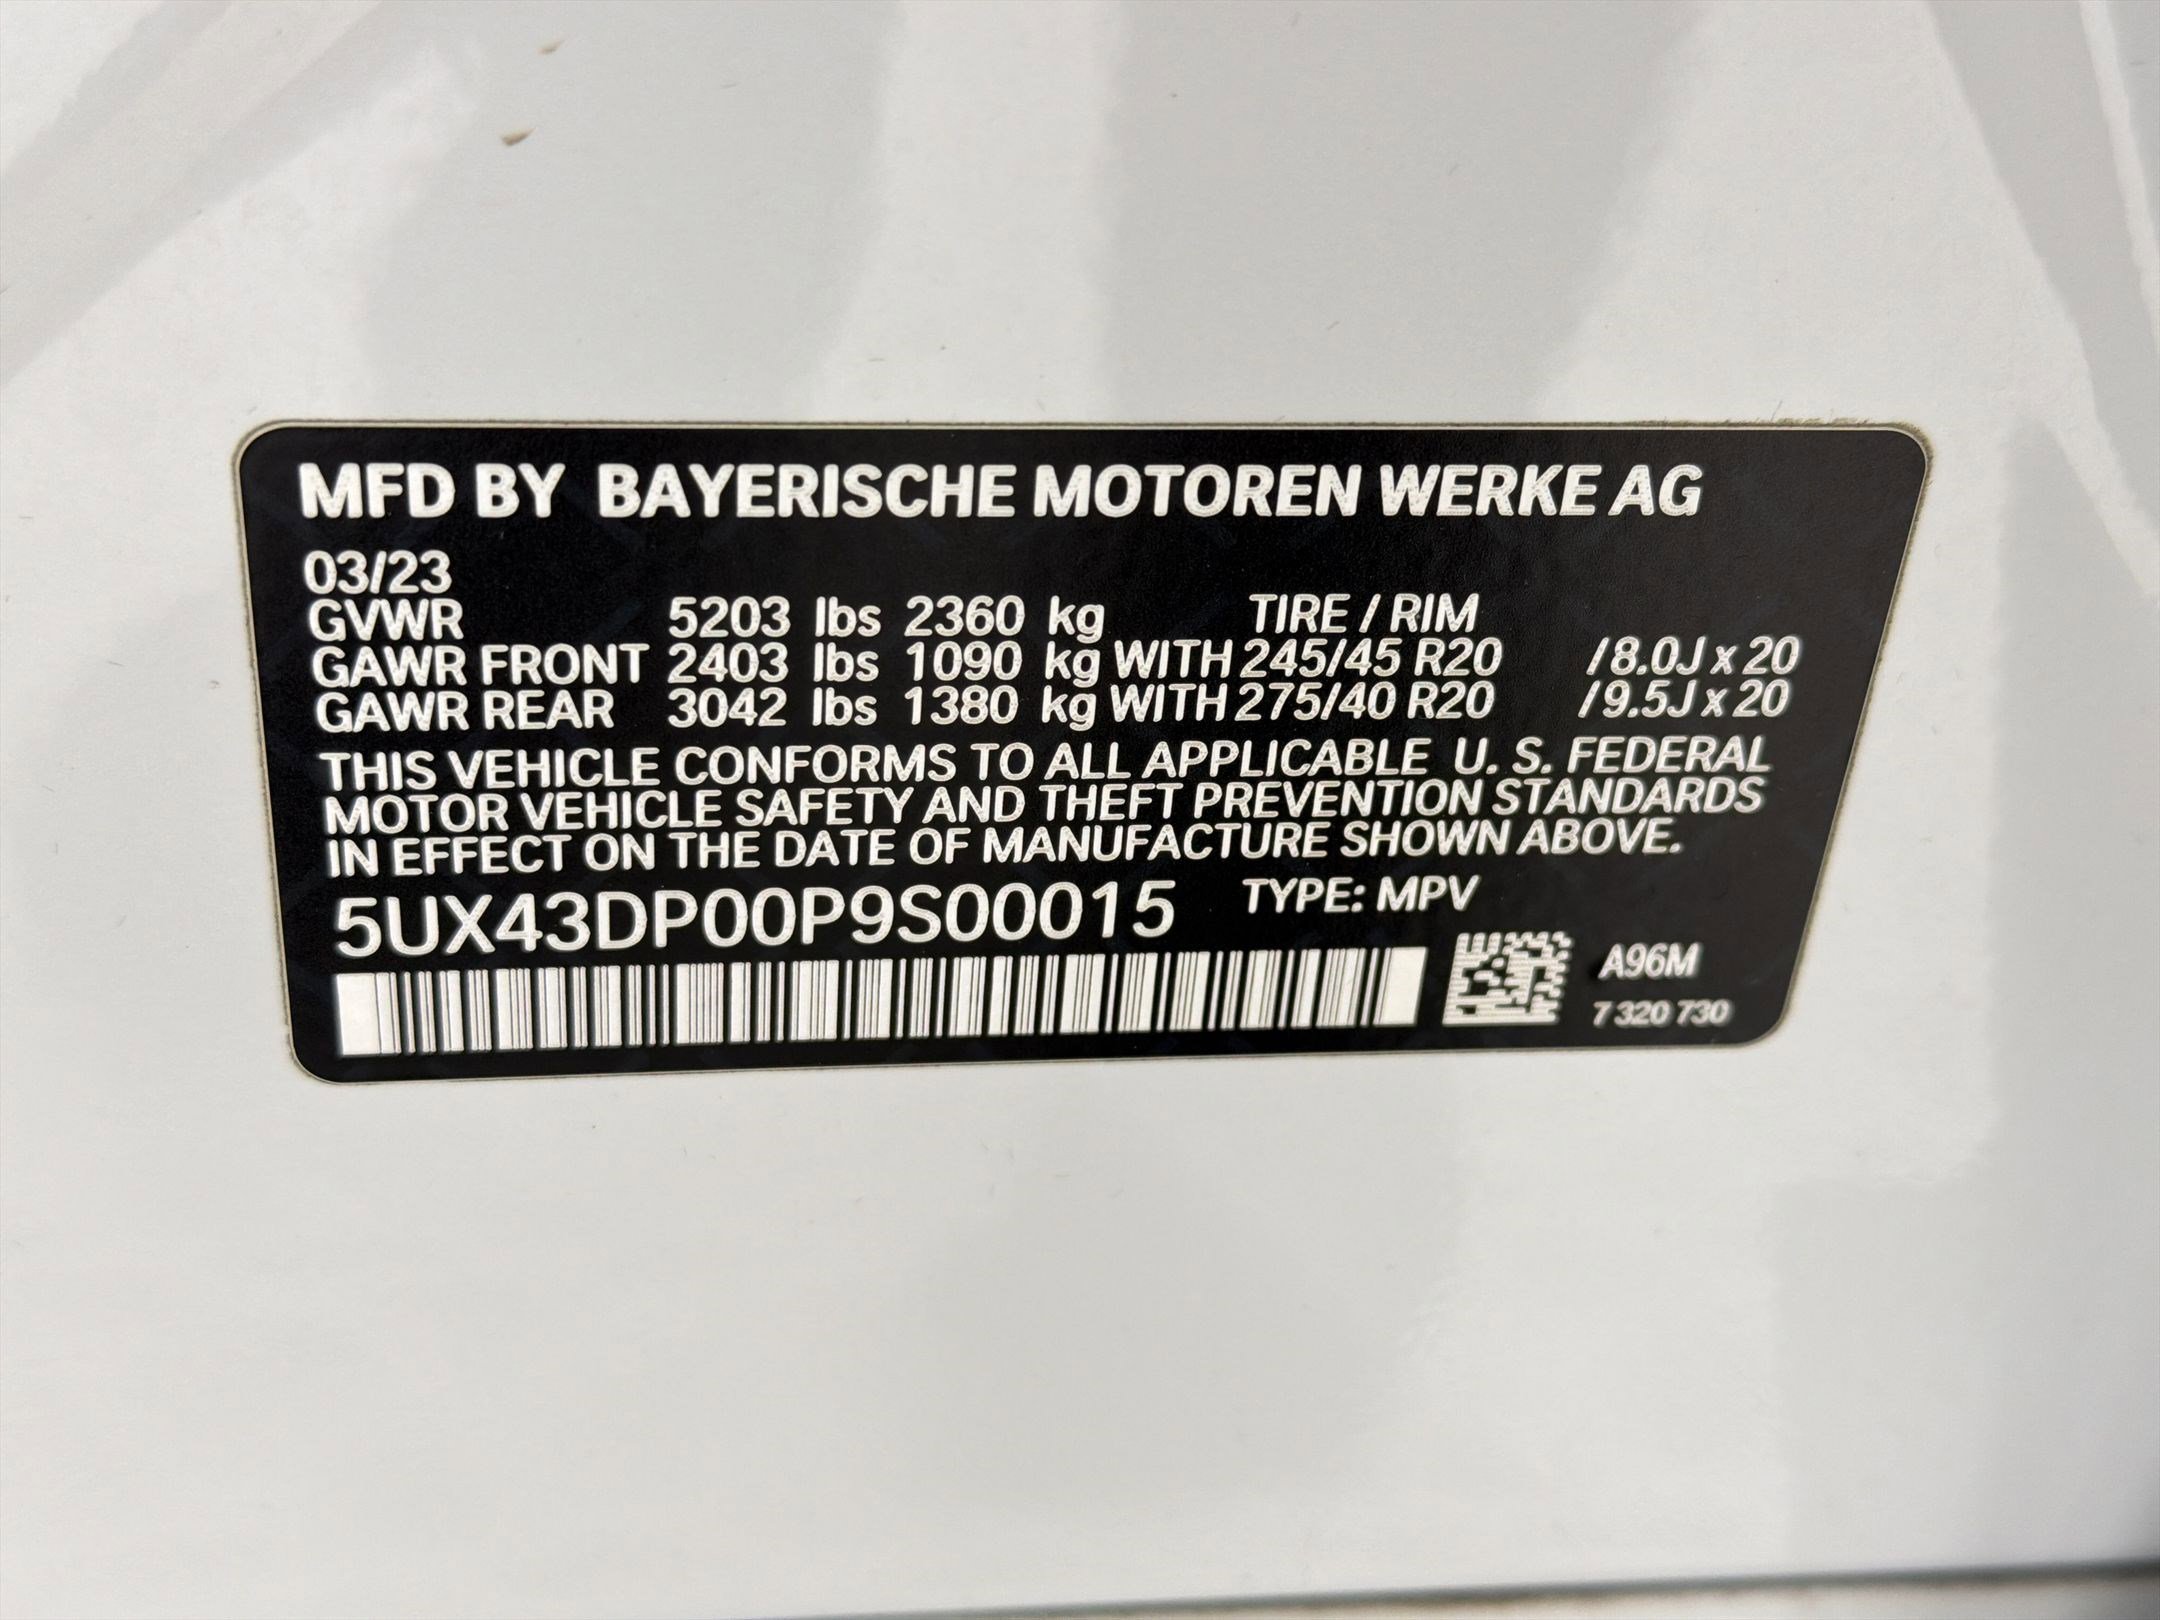 MFD BY BAYERISCHE MOTOREN WERKE AG
03/23
GVWR 5203 lbs 2360 kg TIRE / RIM
GAWR FRONT 2403 lbs 1090 kg WITH 245/45 R20 /8.0J x 20
GAWR REAR 3042 lbs 1380 kg WITH 275/40 R20 /9.5J x 20
THIS VEHICLE CONFORMS TO ALL APPLICABLE U. S. FEDERAL
MOTOR VEHICLE SAFETY AND THEFT PREVENTION STANDARDS
IN EFFECT ON THE DATE OF MANUFACTURE SHOWN ABOVE.
5UX43DP00P9S00015 TYPE: MPV
A96M
7 320 730